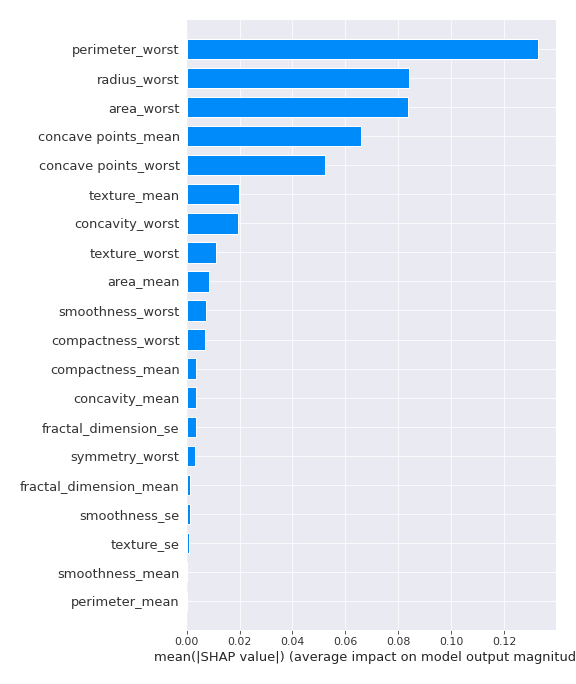 perimeter_worst
radius_worst
area_worst
concave points_mean
concave points_worst
texture_mean
concavity_worst
texture_worst
area_mean
smoothness_worst
compactness_worst
compactness_mean
concavity_mean
fractal_dimension_se
symmetry_worst
fractal_dimension_mean
smoothness_se
texture_se
smoothness_mean
perimeter_mean
0.00 0.02 0.04 0.06 0.08 0.10 0.12
mean(|SHAP value|) (average impact on model output magnitud